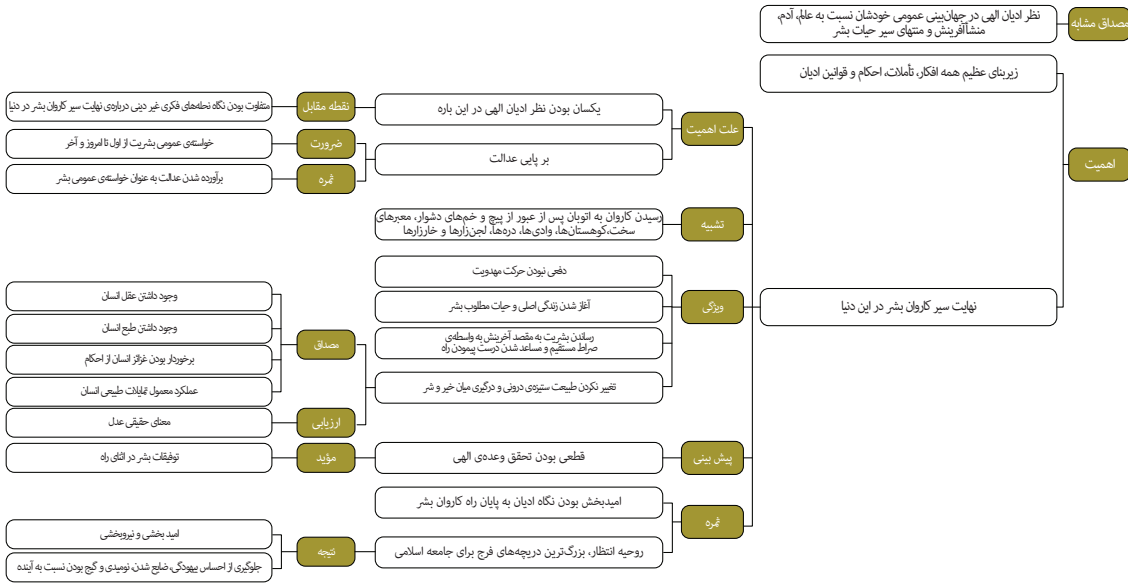 مصداق مشابه
نظر ادیان الهی در جهان‌بینی عمومی خودشان نسبت به عالم، آدم،
منشأآفرینش و منتهای سیر حیات بشر
اهمیت
زیربنای عظیم همه افکار، تأملات، احکام و قوانین ادیان
نهایت سیر کاروان بشر در این دنیا
علت اهمیت
یکسان بودن نظر ادیان الهی در این باره
نقطه مقابل
متفاوت بودن نگاه نحله‌های فکری غیر دینی درباره‌ی نهایت سیر کاروان بشر در دنیا
بر پایی عدالت
ضرورت
خواسته‌ی عمومی بشریت از اول تا امروز و آخر
ثمره
برآورده شدن عدالت به عنوان خواسته‌ی عمومی بشر
تشبیه
رسیدن کاروان به اتوبان پس از عبور از پیچ و خم‌های دشوار، معبرهای
سخت،کوهستان‌ها، وادی‌ها، دره‌ها، لجن‌زارها و خارزارها
ویژگی
دفعی نبودن حرکت مهدویت
آغاز شدن زندگی اصلی و حیات مطلوب بشر
رساندن بشریت به مقصد آخرینش به واسطه‌ی
صراط مستقیم و مساعد شدن درست پیمودن راه
تغییر نکردن طبیعت ستیزه‌ی درونی و درگیری میان خیر و شر
مصداق
وجود داشتن عقل انسان
وجود داشتن طبع انسان
برخوردار بودن غرائز انسان از احکام
عملکرد معمول تمایلات طبیعی انسان
ارزیابی
معنای حقیقی عدل
پیش بینی
قطعی بودن تحقق وعده‌ی الهی
مؤید
توفیقات بشر در اثنای راه
ثمره
امیدبخش بودن نگاه ادیان به پایان راه کاروان بشر
روحیه انتظار، بزرگ‌ترین دریچه‌های فرج برای جامعه اسلامی
نتیجه
امید بخشی و نیروبخشی
جلوگیری از احساس بیهودگی، ضایع شدن، نومیدی و گیج بودن نسبت به آینده